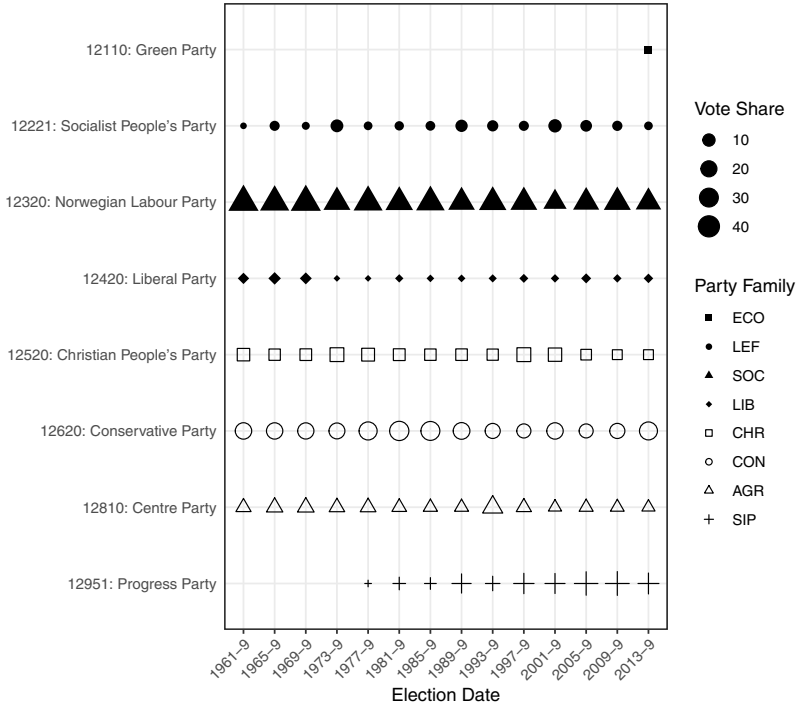 12110: Green Party
12221: Socialist People's Party
12320: Norwegian Labour Party
12420: Liberal Party
12520: Christian People's Party
12620: Conservative Party
12810: Centre Party
12951: Progress Party
1961–9
1965–9
1969–9
1973–9
1977–9
1981–9
1985–9
1989–9
1993–9
1997–9
2001–9
2005–9
2009–9
2013–9
Election Date
Vote Share
10
20
30
40
Party Family
ECO
LEF
SOC
LIB
CHR
CON
AGR
SIP